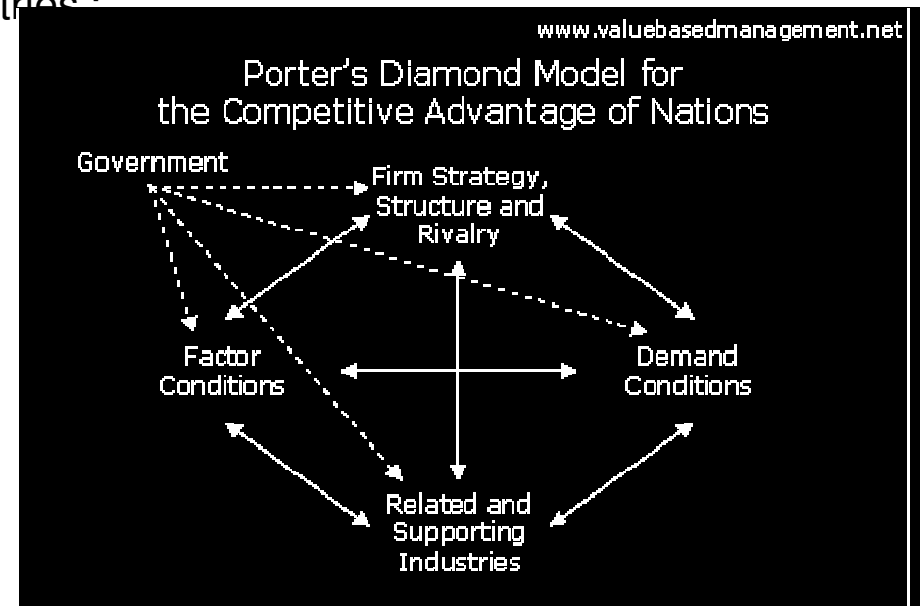 www.valuebasedmanagement.net
Porter's Diamond Model for
the Competitive Advantage of Nations
Government
Firm Strategy,
Structure and
Rivalry
Factor
Conditions
Demand
Conditions
Related and
Supporting
Industries